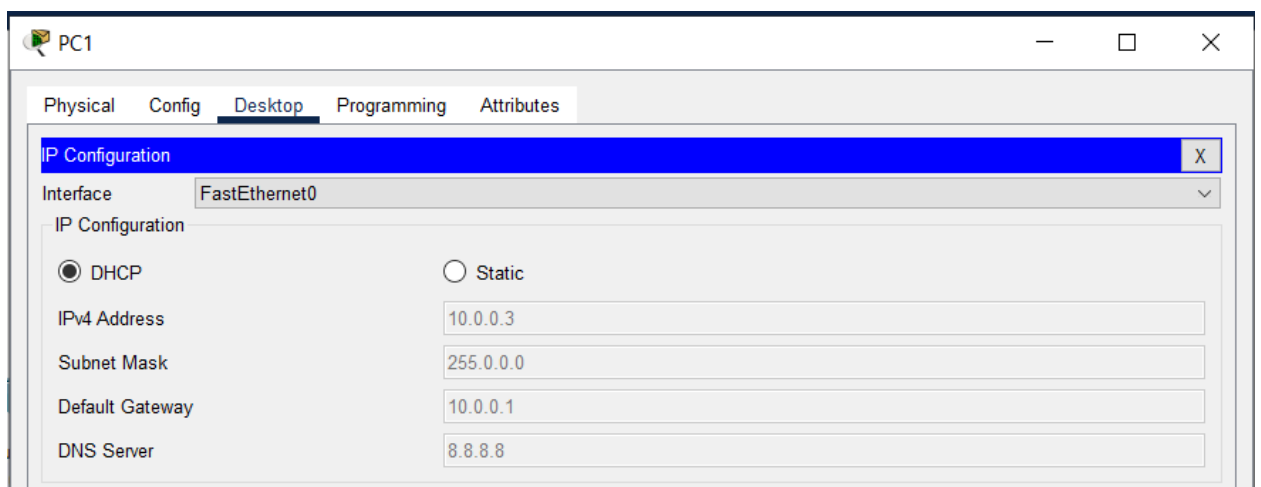 PC1
Physical Config Desktop Programming Attributes
IP Configuration X
Interface FastEthernet0
IP Configuration
DHCP Static
IPv4 Address 10.0.0.3
Subnet Mask 255.0.0.0
Default Gateway 10.0.0.1
DNS Server 8.8.8.8